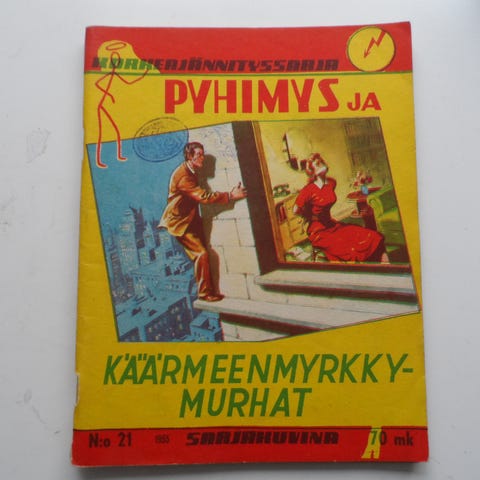 KORKEAJÄNNITYSSARJA
PYHIMYS JA
KÄÄRMEENMYRKKY-
MURHAT
N:o 21 1955 SARJAKUVINA 70 mk